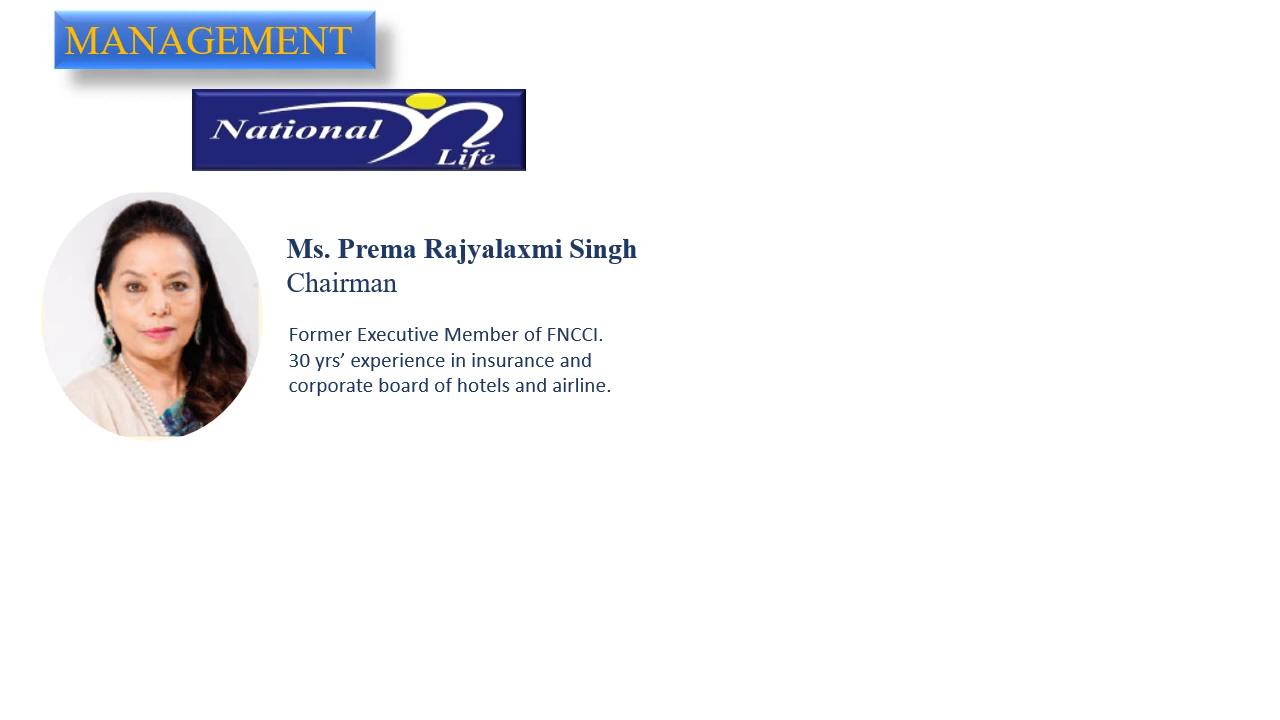 MANAGEMENT
National
Life
Ms. Prema Rajyalaxmi Singh
Chairman
Former Executive Member of FNCCI.
30 yrs’ experience in insurance and
corporate board of hotels and airline.